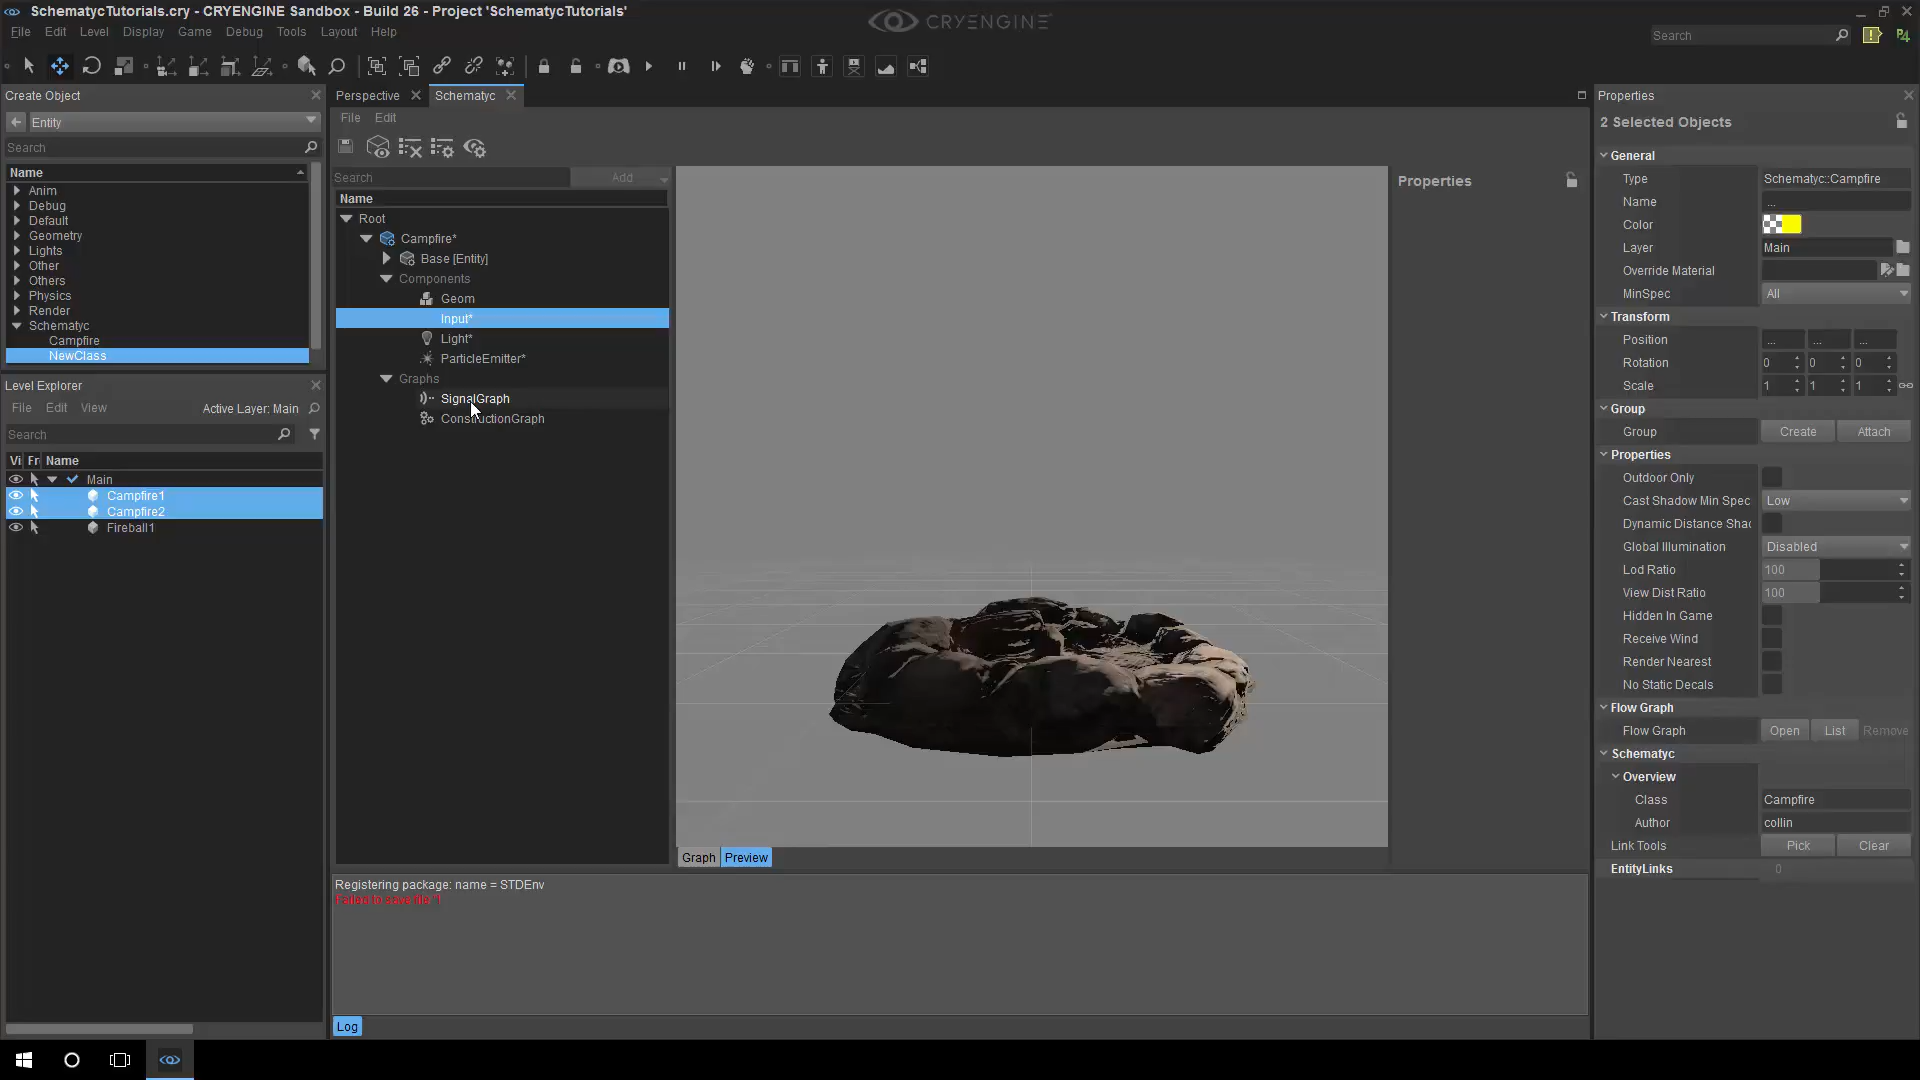 SchematycTutorials.cry - CRYENGINE Sandbox - Build 26 - Project 'SchematycTutorials'
CRYENGINE
File Edit Level Display Game Debug Tools Layout Help
Search
Create Object
Entity
Search
Name
Anim
Debug
Default
Geometry
Lights
Other
Others
Physics
Render
Schematyc
Campfire
NewClass
Level Explorer
File Edit View Active Layer: Main
Search
Vi Fr Name
Main
Campfire1
Campfire2
Fireball1
Perspective
Schematyc
File Edit
Search Add
Name
Root
Campfire*
Base [Entity]
Components
Geom
Input*
Light*
ParticleEmitter*
Graphs
SignalGraph
ConstructionGraph
Graph Preview
Properties
Registering package: name = STDEnv
Log
Properties
2 Selected Objects
General
Type Schematyc::Campfire
Name ...
Color
Layer Main
Override Material
MinSpec All
Transform
Position ... ... ...
Rotation 0 0 0
Scale 1 1 1
Group
Group Create Attach
Properties
Outdoor Only
Cast Shadow Min Spec Low
Dynamic Distance Shac
Global Illumination Disabled
Lod Ratio 100
View Dist Ratio 100
Hidden In Game
Receive Wind
Render Nearest
No Static Decals
Flow Graph
Flow Graph Open List Remove
Schematyc
Overview
Class Campfire
Author collin
Link Tools Pick Clear
EntityLinks 0